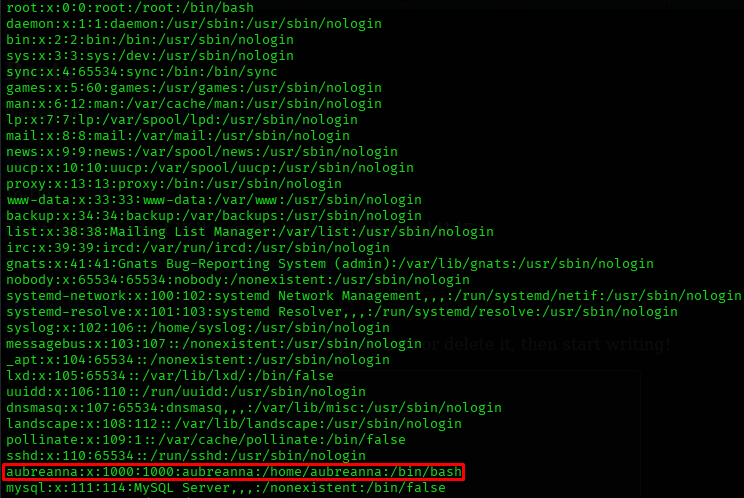 root:x:0:0:root:/root:/bin/bash
daemon:x:1:1:daemon:/usr/sbin:/usr/sbin/nologin
bin:x:2:2:bin:/bin:/usr/sbin/nologin
sys:x:3:3:sys:/dev:/usr/sbin/nologin
sync:x:4:65534:sync:/bin:/bin/sync
games:x:5:60:games:/usr/games:/usr/sbin/nologin
man:x:6:12:man:/var/cache/man:/usr/sbin/nologin
lp:x:7:7:lp:/var/spool/lpd:/usr/sbin/nologin
mail:x:8:8:mail:/var/mail:/usr/sbin/nologin
news:x:9:9:news:/var/spool/news:/usr/sbin/nologin
uucp:x:10:10:uucp:/var/spool/uucp:/usr/sbin/nologin
proxy:x:13:13:proxy:/bin:/usr/sbin/nologin
www-data:x:33:33:www-data:/var/www:/usr/sbin/nologin
backup:x:34:34:backup:/var/backups:/usr/sbin/nologin
list:x:38:38:Mailing List Manager:/var/list:/usr/sbin/nologin
irc:x:39:39:ircd:/var/run/ircd:/usr/sbin/nologin
gnats:x:41:41:Gnats Bug-Reporting System (admin):/var/lib/gnats:/usr/sbin/nologin
nobody:x:65534:65534:nobody:/nonexistent:/usr/sbin/nologin
systemd-network:x:100:102:systemd Network Management,,,:/run/systemd/netif:/usr/sbin/nologin
systemd-resolve:x:101:103:systemd Resolver,,,:/run/systemd/resolve:/usr/sbin/nologin
syslog:x:102:106::/home/syslog:/usr/sbin/nologin
messagebus:x:103:107::/nonexistent:/usr/sbin/nologin or delete it, then start writing!
_apt:x:104:65534::/nonexistent:/usr/sbin/nologin
lxd:x:105:65534::/var/lib/lxd/:/bin/false
uuidd:x:106:110::/run/uuidd:/usr/sbin/nologin
dnsmasq:x:107:65534:dnsmasq,,,:/var/lib/misc:/usr/sbin/nologin
landscape:x:108:112::/var/lib/landscape:/usr/sbin/nologin
pollinate:x:109:1::/var/cache/pollinate:/bin/false
sshd:x:110:65534::/run/sshd:/usr/sbin/nologin
aubreanna:x:1000:1000:aubreanna:/home/aubreanna:/bin/bash
mysql:x:111:114:MySQL Server,,,:/nonexistent:/bin/false